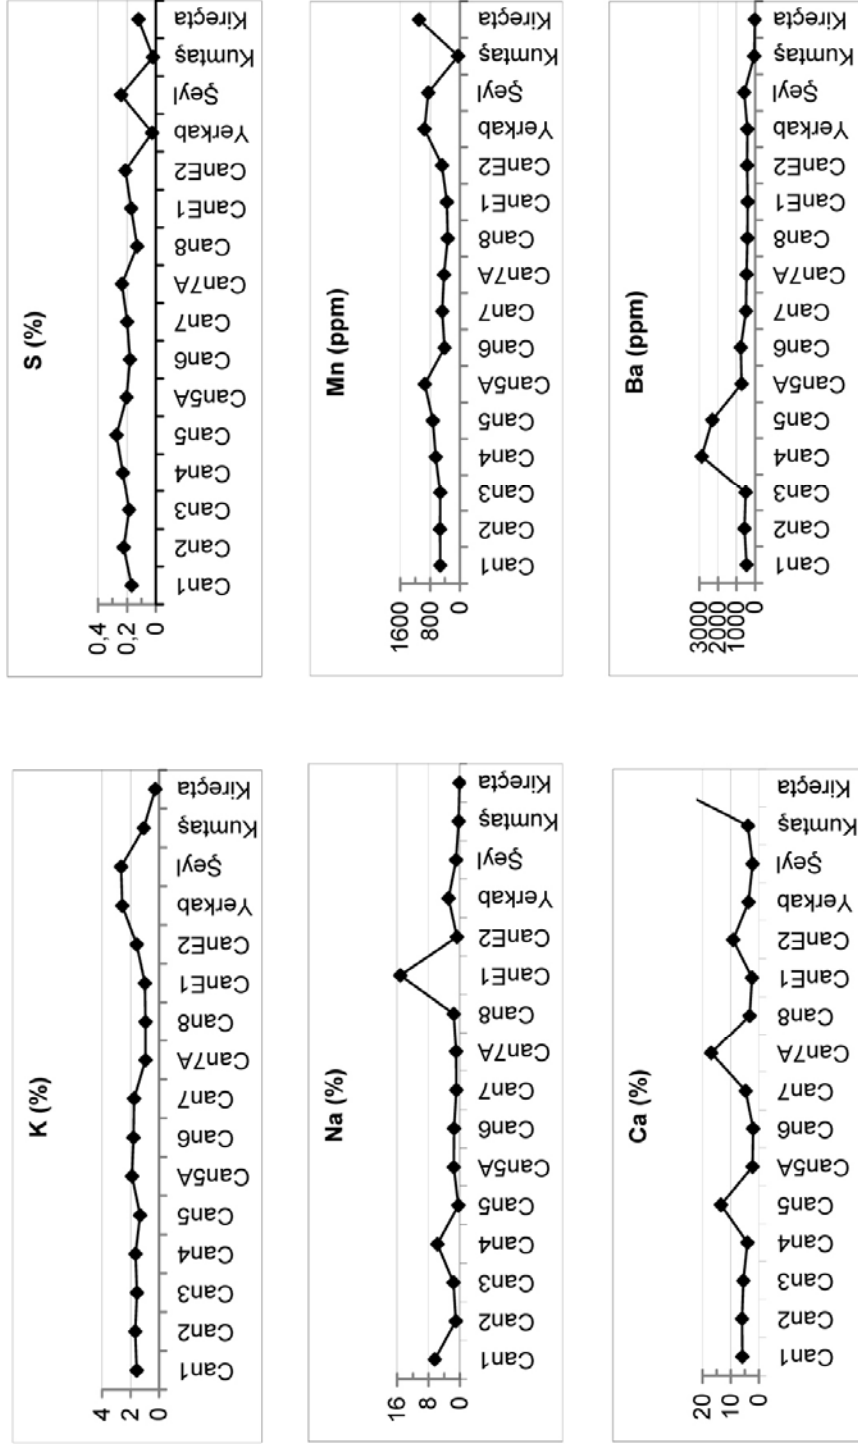 K (%)
4
2
0
Can1
Can2
Can3
Can4
Can5
Can5A
Can6
Can7
Can7A
Can8
CanE1
CanE2
Yerkab
Şeyl
Kumtaş
Kireçta
S (%)
0,4
0,2
0
Can1
Can2
Can3
Can4
Can5
Can5A
Can6
Can7
Can7A
Can8
CanE1
CanE2
Yerkab
Şeyl
Kumtaş
Kireçta
Na (%)
16
8
0
Can1
Can2
Can3
Can4
Can5
Can5A
Can6
Can7
Can7A
Can8
CanE1
CanE2
Yerkab
Şeyl
Kumtaş
Kireçta
Mn (ppm)
1600
800
0
Can1
Can2
Can3
Can4
Can5
Can5A
Can6
Can7
Can7A
Can8
CanE1
CanE2
Yerkab
Şeyl
Kumtaş
Kireçta
Ca (%)
20
10
0
Can1
Can2
Can3
Can4
Can5
Can5A
Can6
Can7
Can7A
Can8
CanE1
CanE2
Yerkab
Şeyl
Kumtaş
Kireçta
Ba (ppm)
3000
2000
1000
0
Can1
Can2
Can3
Can4
Can5
Can5A
Can6
Can7
Can7A
Can8
CanE1
CanE2
Yerkab
Şeyl
Kumtaş
Kireçta